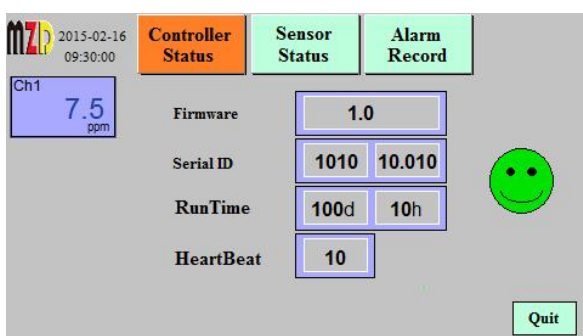 MZD 2015-02-16
09:30:00
Controller Status
Sensor Status
Alarm Record
Ch1
7.5
ppm
Firmware 1.0
Serial ID 1010 10.010
RunTime 100d 10h
HeartBeat 10
Quit